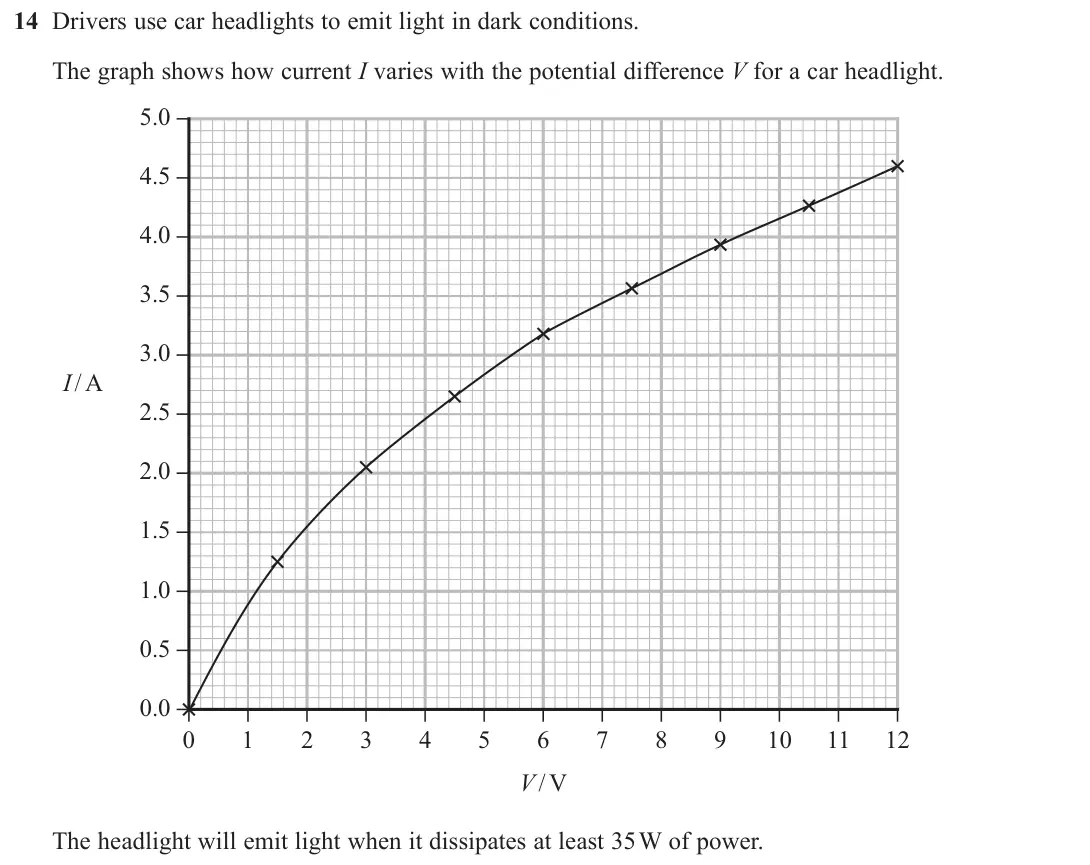 14 Drivers use car headlights to emit light in dark conditions.
The graph shows how current I varies with the potential difference V for a car headlight.
5.0
4.5
4.0
3.5
3.0
I/A
2.5
2.0
1.5
1.0
0.5
0.0
0 1 2 3 4 5 6 7 8 9 10 11 12
V/V
The headlight will emit light when it dissipates at least 35 W of power.